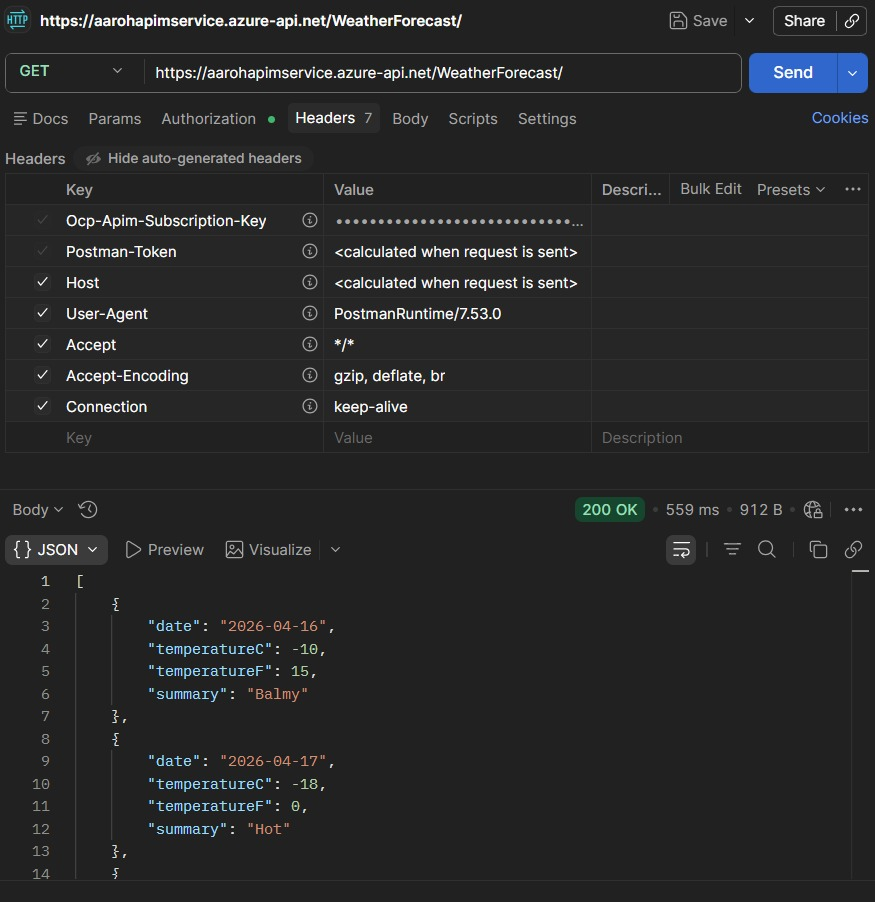 HTTP https://aarohapimservice.azure-api.net/WeatherForecast/ Save Share
GET https://aarohapimservice.azure-api.net/WeatherForecast/ Send
Docs Params Authorization Headers 7 Body Scripts Settings Cookies
Headers Hide auto-generated headers
Key Value Descri... Bulk Edit Presets
Ocp-Apim-Subscription-Key ••••••••••••••••••••••••••••...
Postman-Token <calculated when request is sent>
Host <calculated when request is sent>
User-Agent PostmanRuntime/7.53.0
Accept */*
Accept-Encoding gzip, deflate, br
Connection keep-alive
Key Value Description
Body 200 OK • 559 ms • 912 B •
{} JSON Preview Visualize
1 [
2 {
3 "date": "2026-04-16",
4 "temperatureC": -10,
5 "temperatureF": 15,
6 "summary": "Balmy"
7 },
8 {
9 "date": "2026-04-17",
10 "temperatureC": -18,
11 "temperatureF": 0,
12 "summary": "Hot"
13 },
14 {